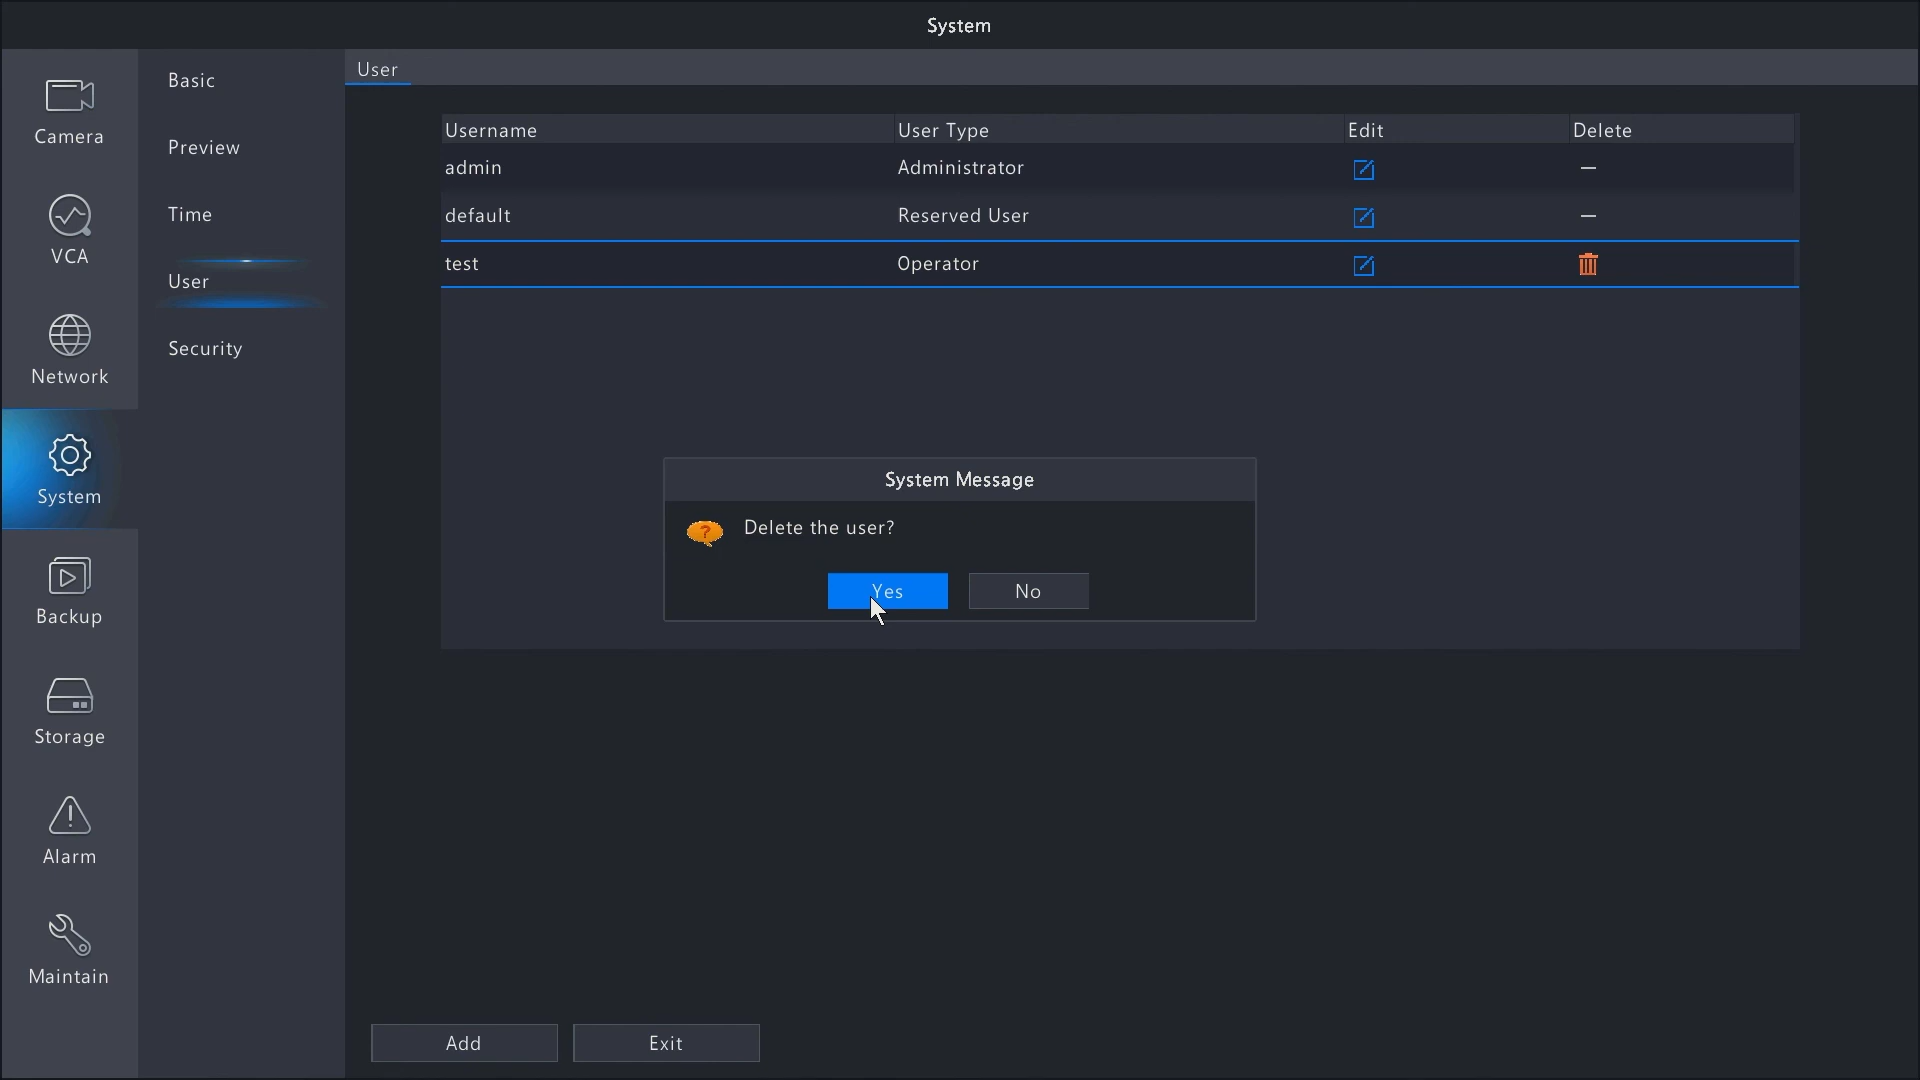 System
Camera
VCA
Network
System
Backup
Storage
Alarm
Maintain
Basic
Preview
Time
User
Security
User
Username User Type Edit Delete
admin Administrator —
default Reserved User —
test Operator
System Message
? Delete the user?
Yes No
Add Exit